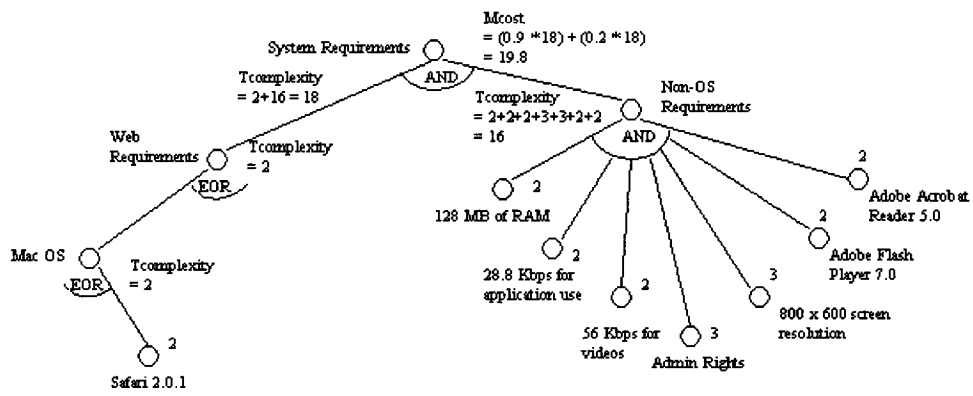 Mcost
= (0.9 *18) + (0.2 * 18)
= 19.8
System Requirements
AND
Tcomplexity
= 2+16 = 18
Tcomplexity
= 2+2+2+3+3+2+2
= 16
Non-OS
Requirements
AND
Web
Requirements
Tcomplexity
= 2
EOR
2
128 MB of RAM
2
Adobe Acrobat
Reader 5.0
2
Adobe Flash
Player 7.0
Mac OS
EOR
Tcomplexity
= 2
2
28.8 Kbps for
application use
2
56 Kbps for
videos
3
800 x 600 screen
resolution
3
Admin Rights
2
Safari 2.0.1